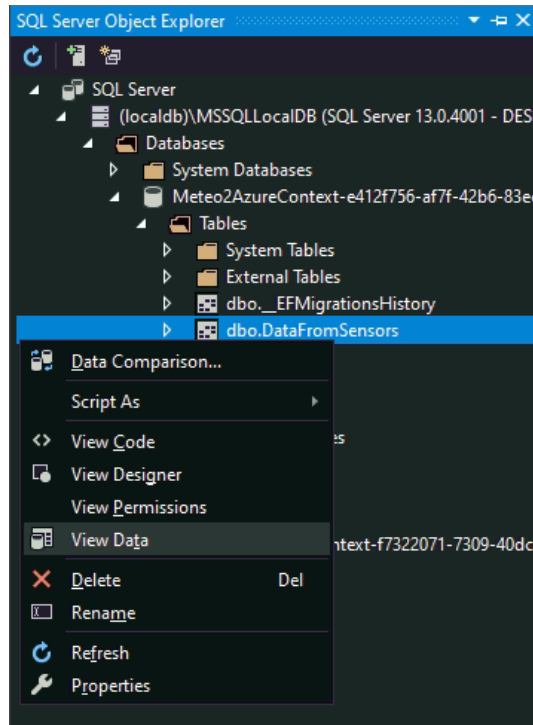 SQL Server Object Explorer
SQL Server
(localdb)\MSSQLLocalDB (SQL Server 13.0.4001 - DES
Databases
System Databases
Meteo2AzureContext-e412f756-af7f-42b6-83e
Tables
System Tables
External Tables
dbo.__EFMigrationsHistory
dbo.DataFromSensors
Data Comparison...
Script As
View Code
es
View Designer
View Permissions
View Data
ntext-f7322071-7309-40dc
Delete Del
Rename
Refresh
Properties